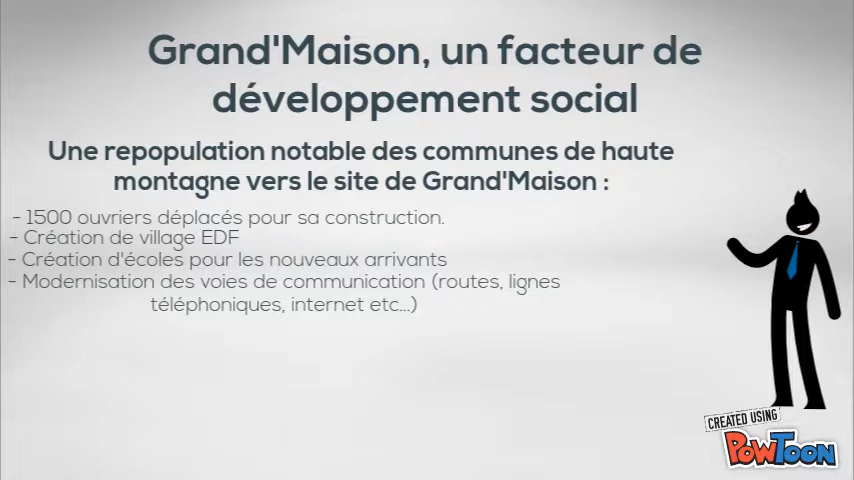 Grand'Maison, un facteur de
développement social
Une repopulation notable des communes de haute
montagne vers le site de Grand'Maison :
- 1500 ouvriers déplacés pour sa construction.
- Création de village EDF
- Création d'écoles pour les nouveaux arrivants
- Modernisation des voies de communication (routes, lignes
téléphoniques, internet etc...)
CREATED USING
POWTOON